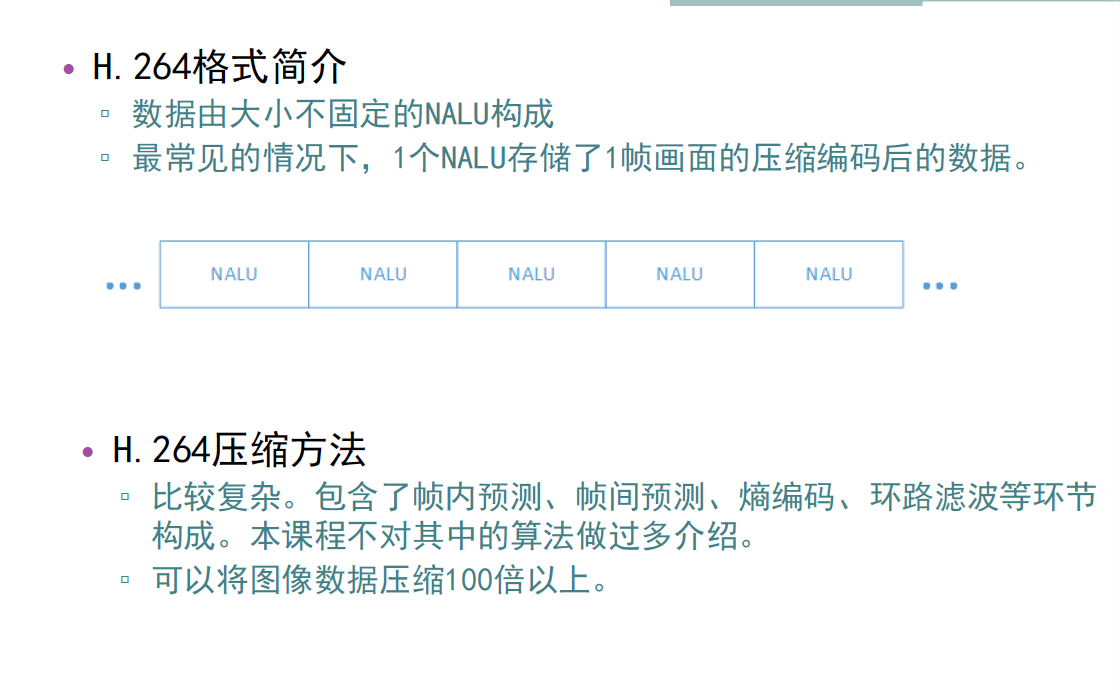 H.264格式简介
数据由大小不固定的NALU构成
最常见的情况下，1个NALU存储了1帧画面的压缩编码后的数据。
... NALU NALU NALU NALU NALU ...
H.264压缩方法
比较复杂。包含了帧内预测、帧间预测、熵编码、环路滤波等环节
构成。本课程不对其中的算法做过多介绍。
可以将图像数据压缩100倍以上。